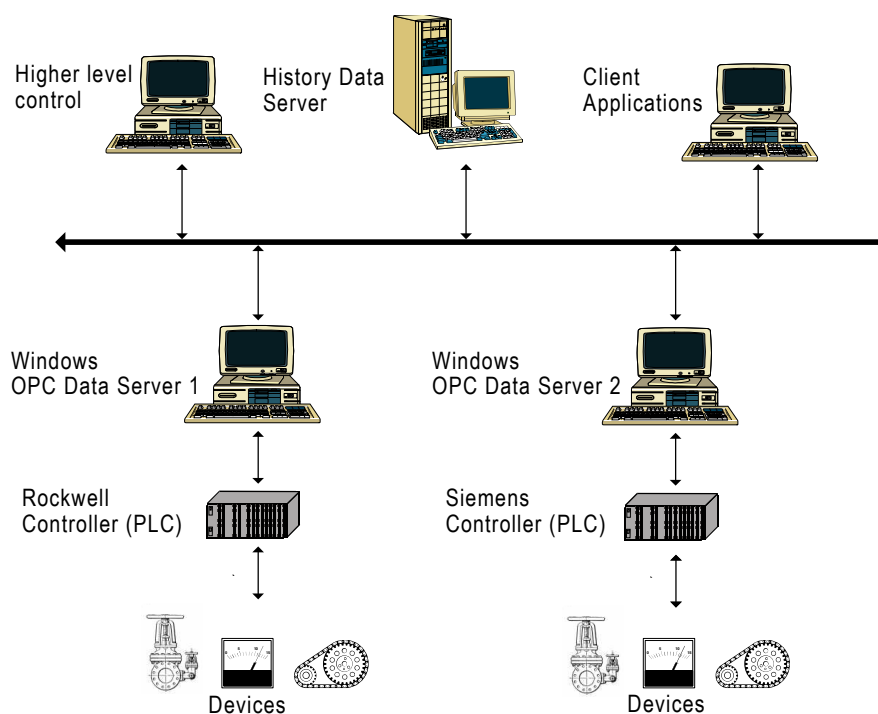 Higher level
control
History Data
Server
Client
Applications
Windows
OPC Data Server 1
Windows
OPC Data Server 2
Rockwell
Controller (PLC)
Siemens
Controller (PLC)
Devices
Devices